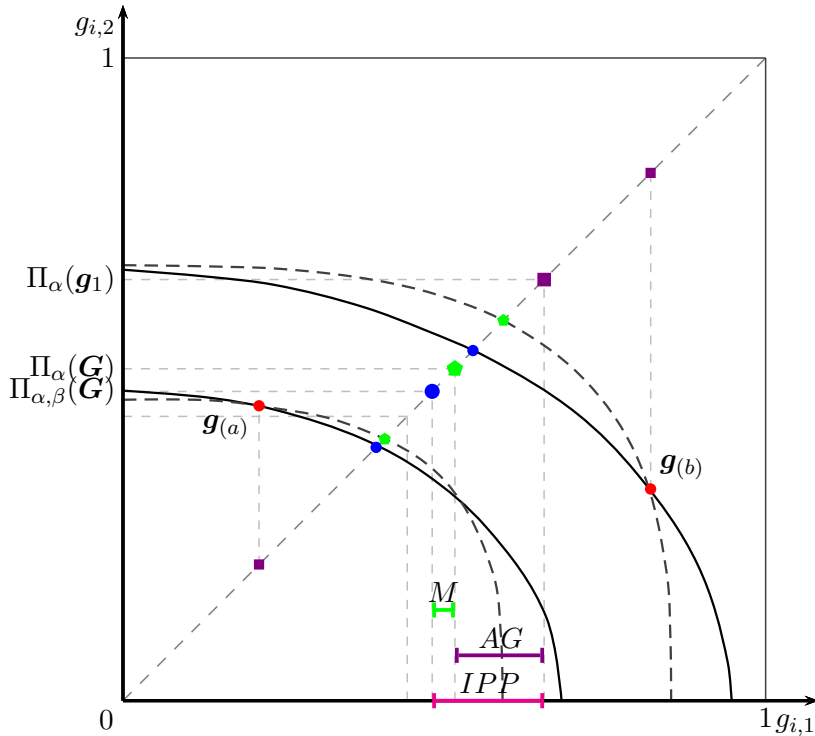 g_{i,2}
1
Π_α(𝒈_1)
Π_α(𝑮)
Π_{α,β}(𝑮)
𝒈_{(a)}
𝒈_{(b)}
M
AG
IPP
0
1 g_{i,1}